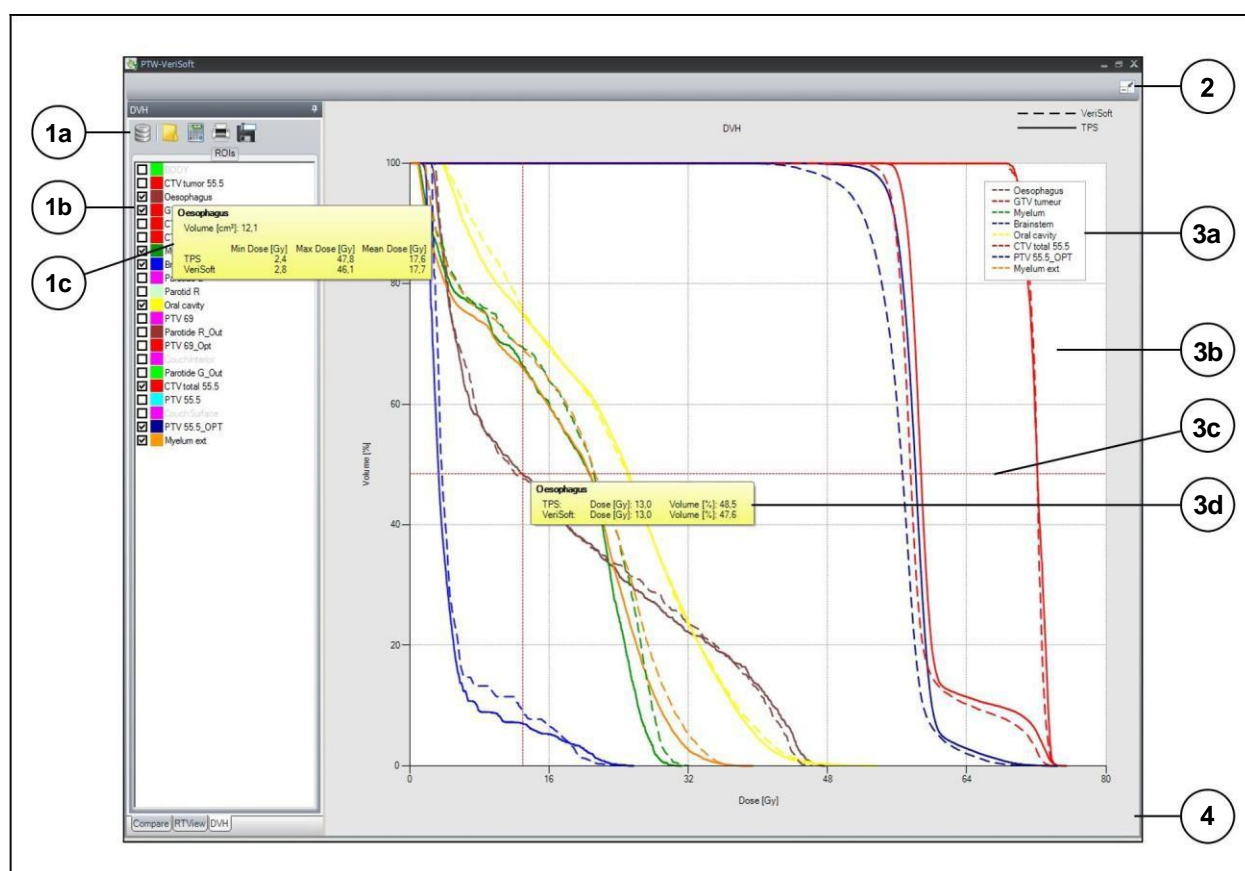 PTW-VeriSoft
2
DVH
1a
VeriSoft
TPS
DVH
ROIs
100
BODY
CTV tumor 55.5
Oesophagus
1b
Oesophagus
Volume [cm³]: 12,1
Min Dose [Gy] Max Dose [Gy] Mean Dose [Gy]
TPS 2,4 47,8 17,6
VeriSoft 2,8 46,1 17,7
1c
Oesophagus
GTV tumeur
Myelum
Brainstem
Oral cavity
CTV total 55.5
PTV 55.5_OPT
Myelum ext
3a
80
Parotid R
Oral cavity
PTV 69
Parotide R_Out
PTV 69_Opt
CouchInterior
Parotide G_Out
CTV total 55.5
PTV 55.5
CouchSurface
PTV 55.5_OPT
Myelum ext
3b
60
3c
Volume [%]
Oesophagus
TPS: Dose [Gy]: 13,0 Volume [%]: 48,5
VeriSoft: Dose [Gy]: 13,0 Volume [%]: 47,6
3d
40
20
0
0 16 32 48 64 80
Dose [Gy]
4
Compare RTView DVH